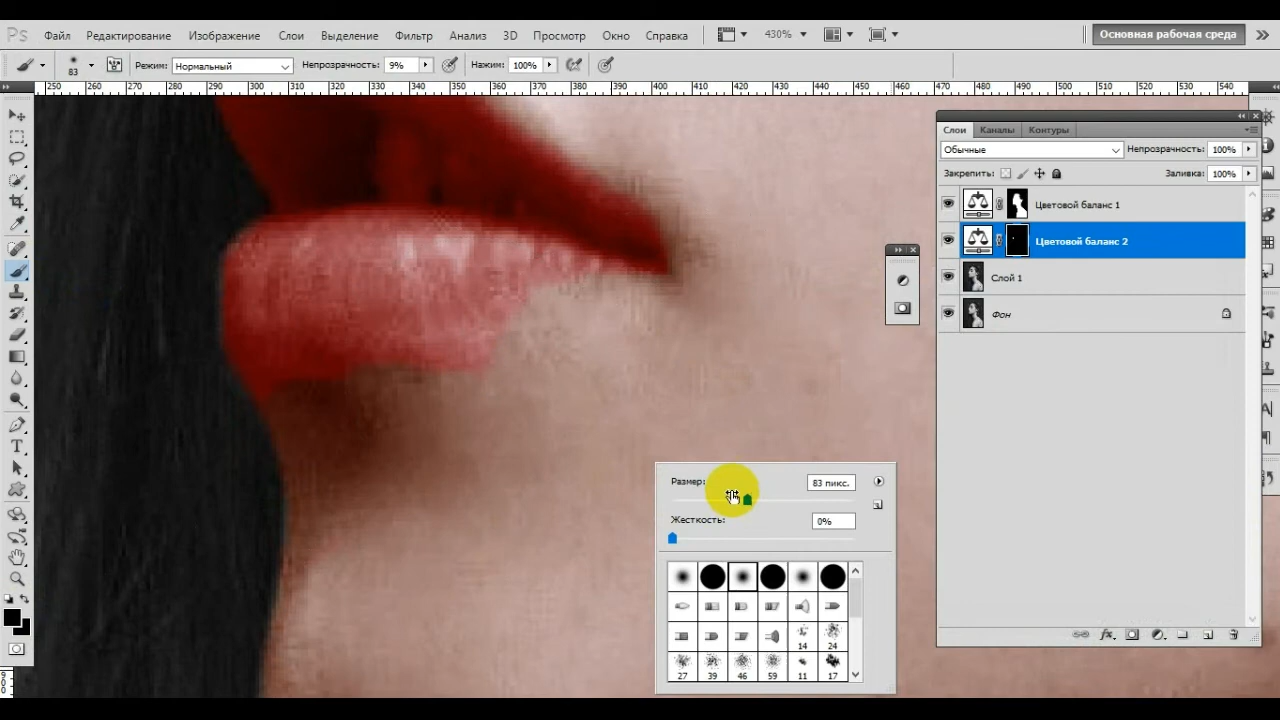 Ps Файл Редактирование Изображение Слои Выделение Фильтр Анализ 3D Просмотр Окно Справка 430% Основная рабочая среда
83 Режим: Нормальный Непрозрачность: 9% Нажим: 100%
250 260 270 280 290 300 310 320 330 340 350 360 370 380 390 400 410 420 430 440 450 460 470 480 490 500 510 520 530 540
Слои Каналы Контуры
Обычные Непрозрачность: 100%
Закрепить: Заливка: 100%
Цветовой баланс 1
Цветовой баланс 2
Слой 1
Фон
Размер: 83 пикс.
Жесткость: 0%
14 24
27 39 46 59 11 17